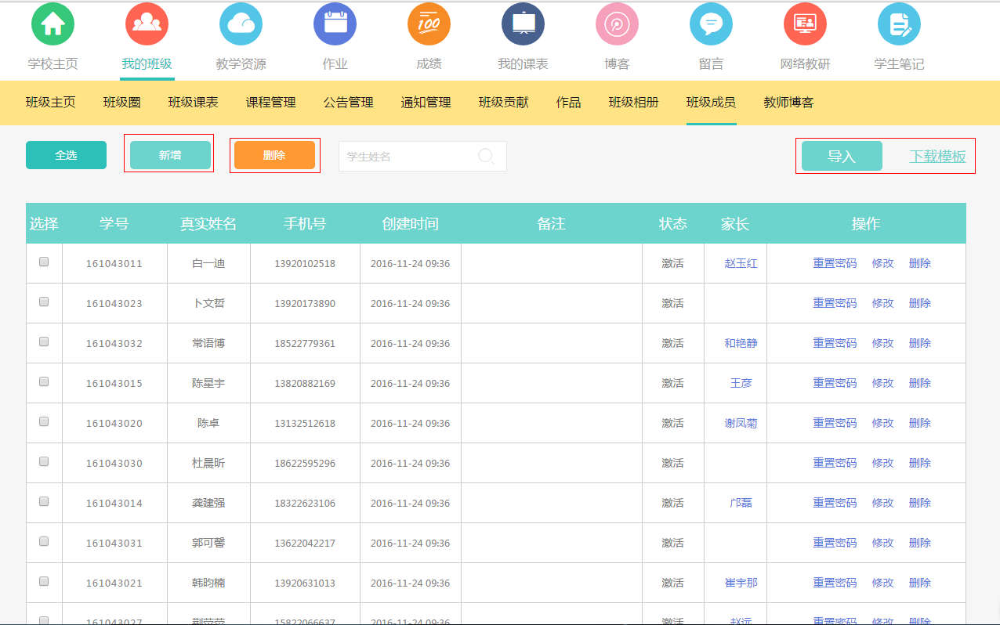 100
学校主页 我的班级 教学资源 作业 成绩 我的课表 博客 留言 网络教研 学生笔记
班级主页 班级圈 班级课表 课程管理 公告管理 通知管理 班级贡献 作品 班级相册 班级成员 教师博客
全选 新增 删除 学生姓名 导入 下载模板
选择 学号 真实姓名 手机号 创建时间 备注 状态 家长 操作
161043011 白一迪 13920102518 2016-11-24 09:36 激活 赵玉红 重置密码 修改 删除
161043023 卜文哲 13920173890 2016-11-24 09:36 激活 重置密码 修改 删除
161043032 常语博 18522779361 2016-11-24 09:36 激活 和艳静 重置密码 修改 删除
161043015 陈星宇 13820882169 2016-11-24 09:36 激活 王彦 重置密码 修改 删除
161043020 陈卓 13132512618 2016-11-24 09:36 激活 谢凤菊 重置密码 修改 删除
161043030 杜晨昕 18622595296 2016-11-24 09:36 激活 重置密码 修改 删除
161043014 龚建强 18322623106 2016-11-24 09:36 激活 邝磊 重置密码 修改 删除
161043031 郭可馨 13622042217 2016-11-24 09:36 激活 重置密码 修改 删除
161043021 韩昀楠 13920631013 2016-11-24 09:36 激活 崔宇那 重置密码 修改 删除
161043027 15822066637 2016-11-24 09:36 激活 赵远 重置密码 修改 删除